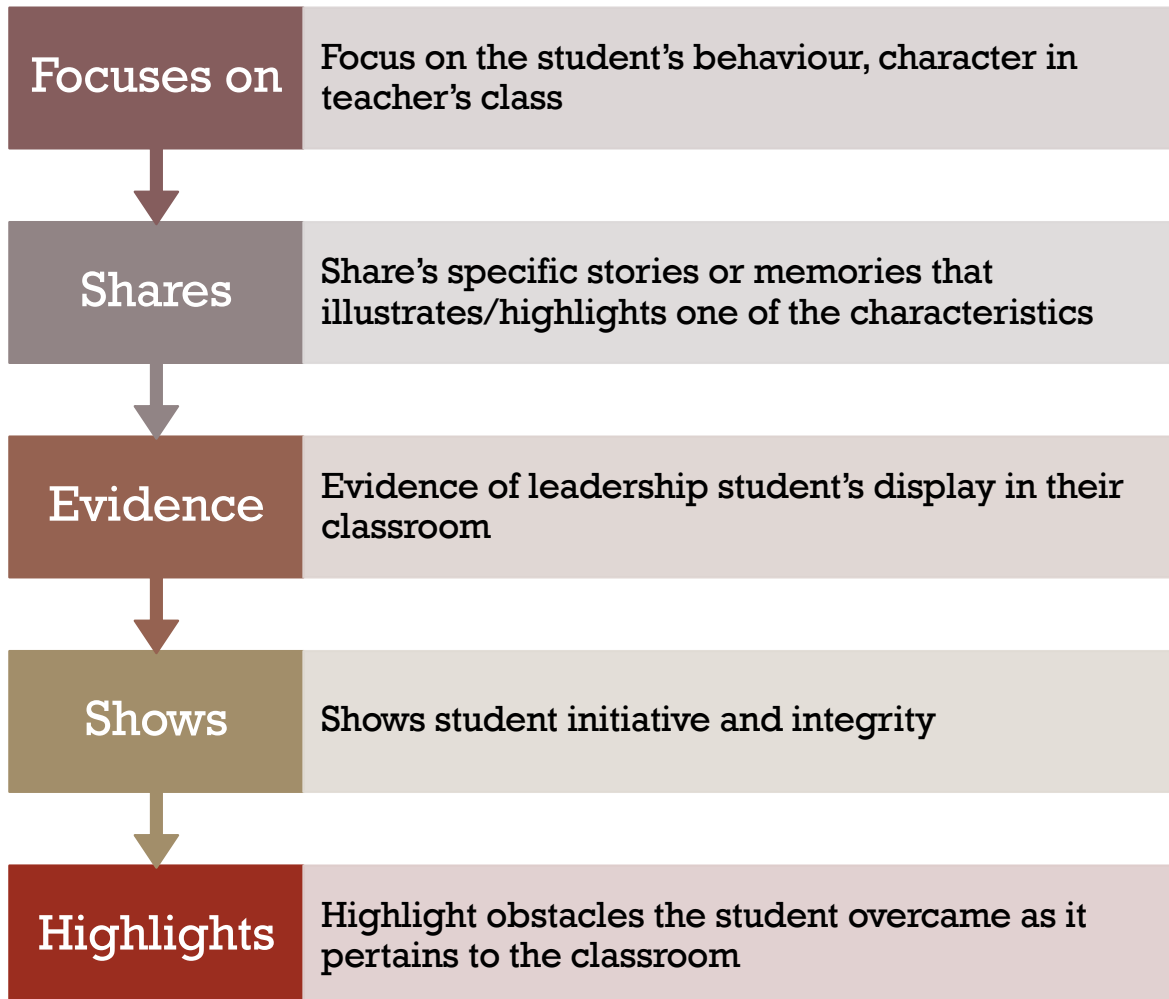 Focuses on
Focus on the student’s behaviour, character in
teacher’s class
Shares
Share’s specific stories or memories that
illustrates/highlights one of the characteristics
Evidence
Evidence of leadership student’s display in their
classroom
Shows
Shows student initiative and integrity
Highlights
Highlight obstacles the student overcame as it
pertains to the classroom